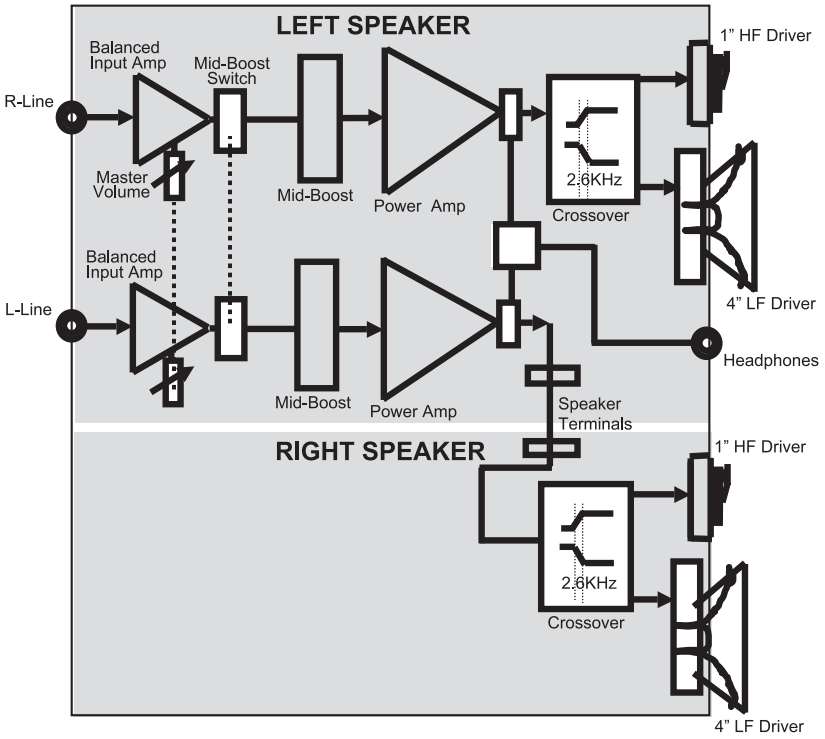 LEFT SPEAKER
1” HF Driver
Balanced
Input Amp
Mid-Boost
Switch
R-Line
Master
Volume
Mid-Boost
Power Amp
2.6KHz
Crossover
4” LF Driver
Balanced
Input Amp
L-Line
Mid-Boost
Power Amp
Headphones
Speaker
Terminals
RIGHT SPEAKER
1” HF Driver
2.6KHz
Crossover
4” LF Driver